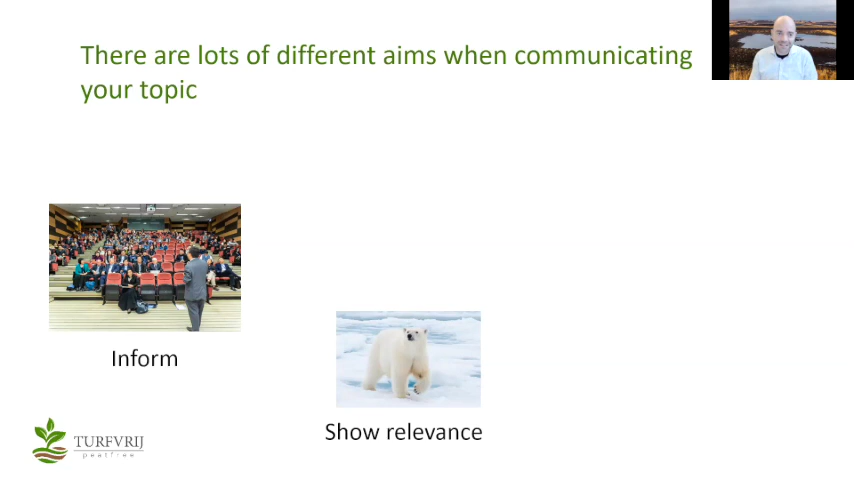 There are lots of different aims when communicating
your topic
Inform
Show relevance
TURFVRIJ
peatfree